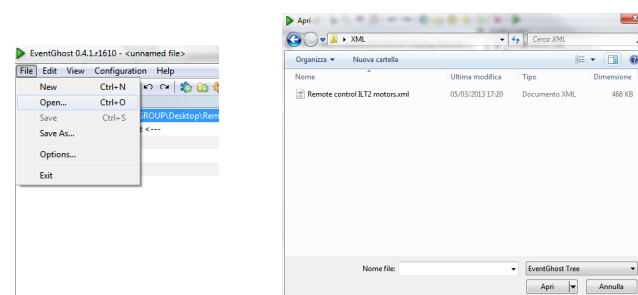 EventGhost 0.4.1.r1610 - <unnamed file>
File Edit View Configuration Help
New Ctrl+N
Open... Ctrl+O
Save Ctrl+S
Save As...
Options...
Exit
GROUP\Desktop\Rem
t <---
Apri
XML
Cerca XML
Organizza Nuova cartella
Nome Ultima modifica Tipo Dimensione
Remote control ILT2 motors.xml 05/03/2013 17:20 Documento XML 468 KB
Nome file: EventGhost Tree
Apri Annulla